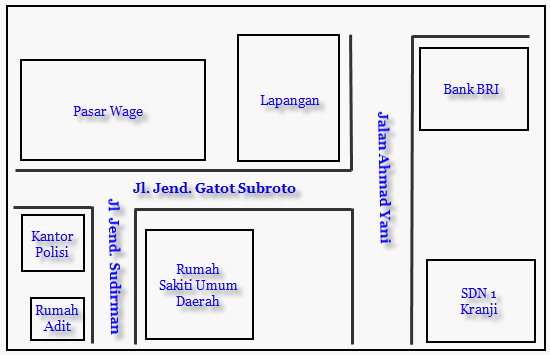 Pasar Wage
Lapangan
Bank BRI
Jalan Ahmad Yani
Jl. Jend. Gatot Subroto
Jl Jend. Sudirman
Kantor
Polisi
Rumah
Sakiti Umum
Daerah
SDN 1
Kranji
Rumah
Adit